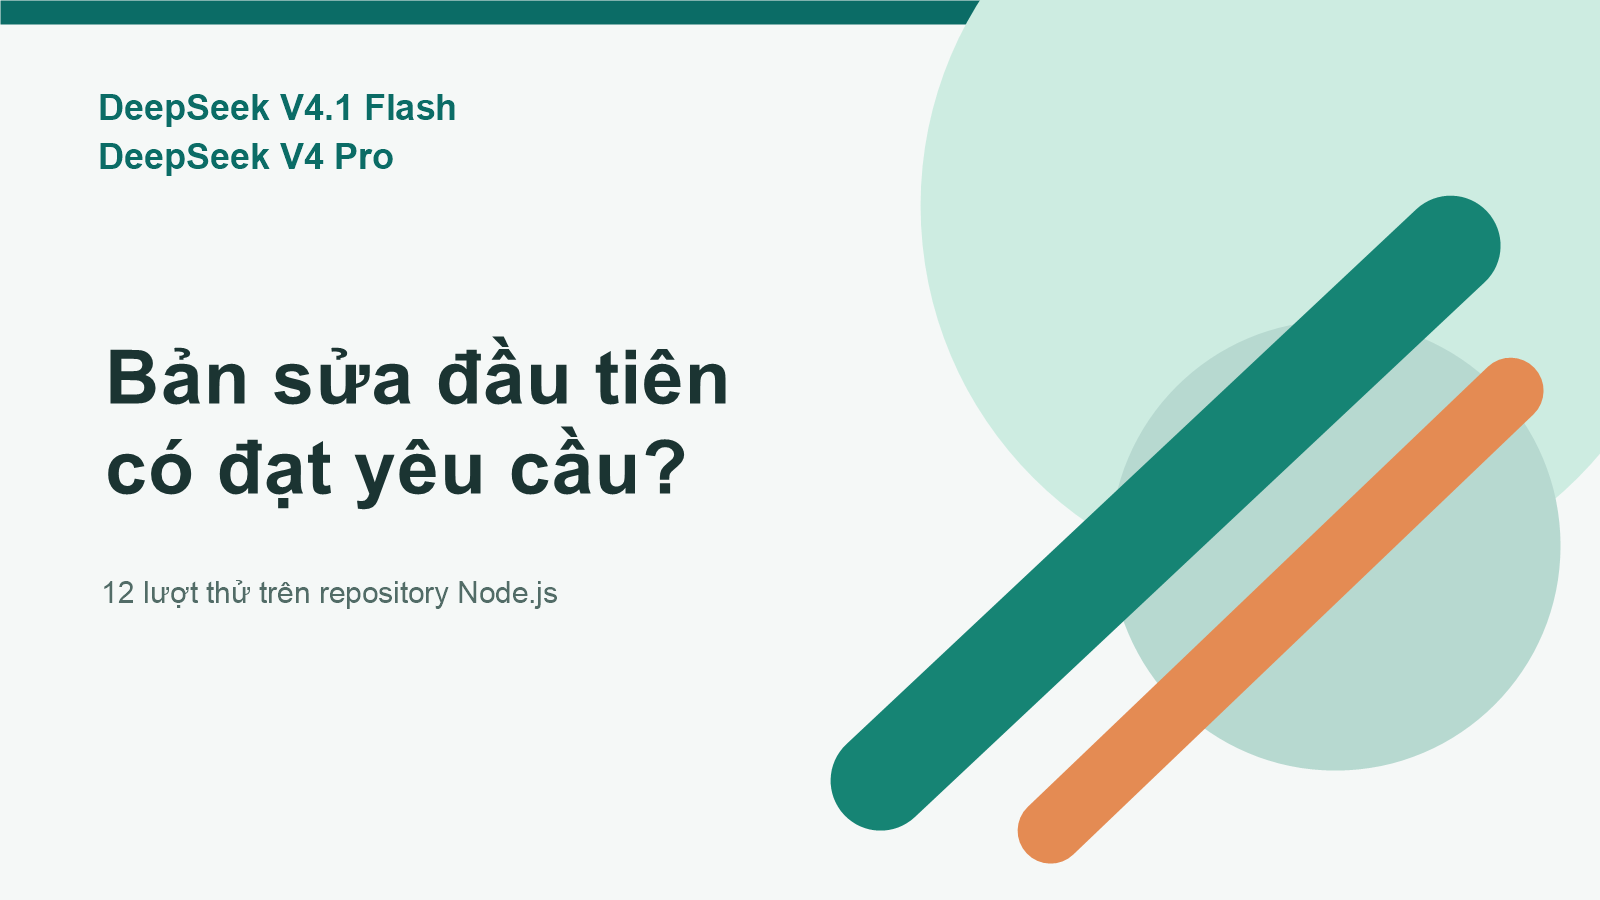 DeepSeek V4.1 Flash
DeepSeek V4 Pro
Bản sửa đầu tiên
có đạt yêu cầu?
12 lượt thử trên repository Node.js